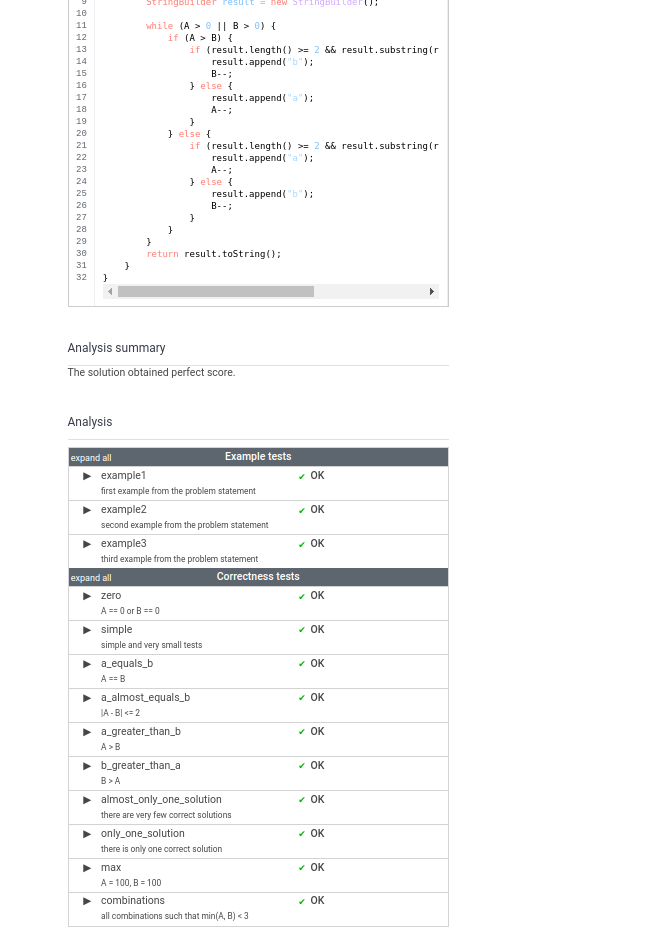 9 StringBuilder result = new StringBuilder();
10
11 while (A > 0 || B > 0) {
12 if (A > B) {
13 if (result.length() >= 2 && result.substring(r
14 result.append("b");
15 B--;
16 } else {
17 result.append("a");
18 A--;
19 }
20 } else {
21 if (result.length() >= 2 && result.substring(r
22 result.append("a");
23 A--;
24 } else {
25 result.append("b");
26 B--;
27 }
28 }
29 }
30 return result.toString();
31 }
32 }
Analysis summary
The solution obtained perfect score.
Analysis
expand all Example tests
▶ example1 ✔ OK
first example from the problem statement
▶ example2 ✔ OK
second example from the problem statement
▶ example3 ✔ OK
third example from the problem statement
expand all Correctness tests
▶ zero ✔ OK
A == 0 or B == 0
▶ simple ✔ OK
simple and very small tests
▶ a_equals_b ✔ OK
A == B
▶ a_almost_equals_b ✔ OK
|A - B| <= 2
▶ a_greater_than_b ✔ OK
A > B
▶ b_greater_than_a ✔ OK
B > A
▶ almost_only_one_solution ✔ OK
there are very few correct solutions
▶ only_one_solution ✔ OK
there is only one correct solution
▶ max ✔ OK
A = 100, B = 100
▶ combinations ✔ OK
all combinations such that min(A, B) < 3